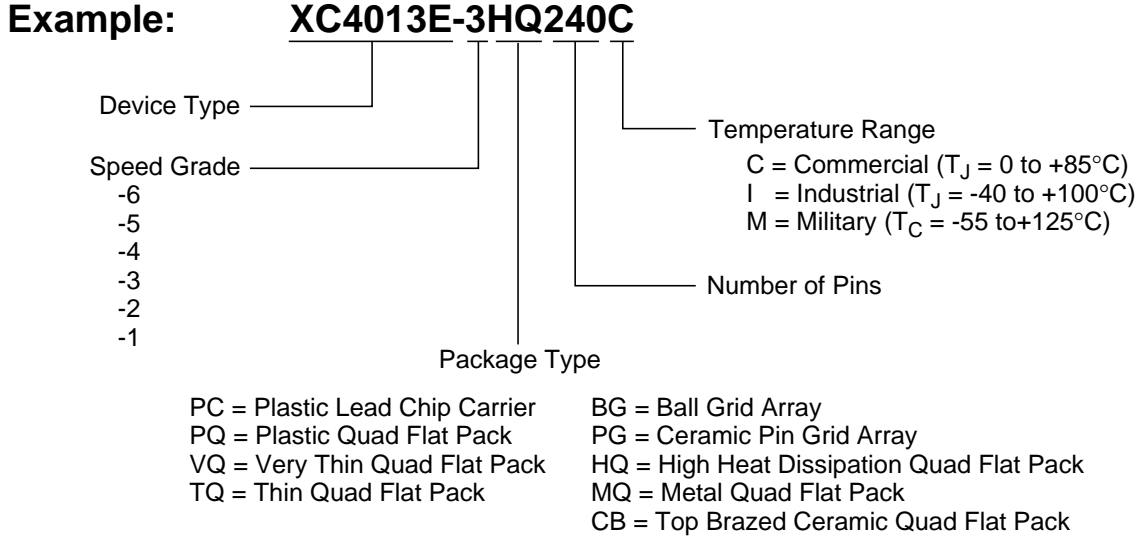 Example: XC4013E-3HQ240C
Device Type
Speed Grade
-6
-5
-4
-3
-2
-1
Temperature Range
C = Commercial (TJ = 0 to +85°C)
I = Industrial (TJ = -40 to +100°C)
M = Military (TC = -55 to+125°C)
Number of Pins
Package Type
PC = Plastic Lead Chip Carrier
PQ = Plastic Quad Flat Pack
VQ = Very Thin Quad Flat Pack
TQ = Thin Quad Flat Pack
BG = Ball Grid Array
PG = Ceramic Pin Grid Array
HQ = High Heat Dissipation Quad Flat Pack
MQ = Metal Quad Flat Pack
CB = Top Brazed Ceramic Quad Flat Pack